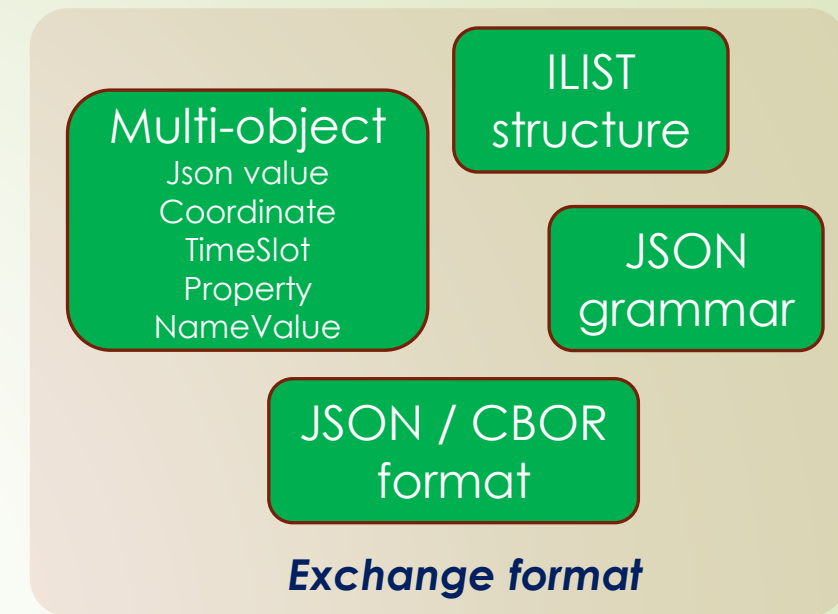 Multi-object
Json value
Coordinate
TimeSlot
Property
NameValue
ILIST
structure
JSON
grammar
JSON / CBOR
format
Exchange format